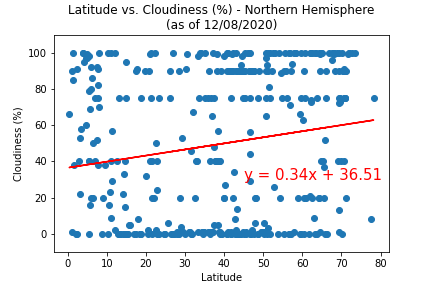 Latitude vs. Cloudiness (%) - Northern Hemisphere
(as of 12/08/2020)
100
80
60
40
20
0
Cloudiness (%)
y = 0.34x + 36.51
0 10 20 30 40 50 60 70 80
Latitude